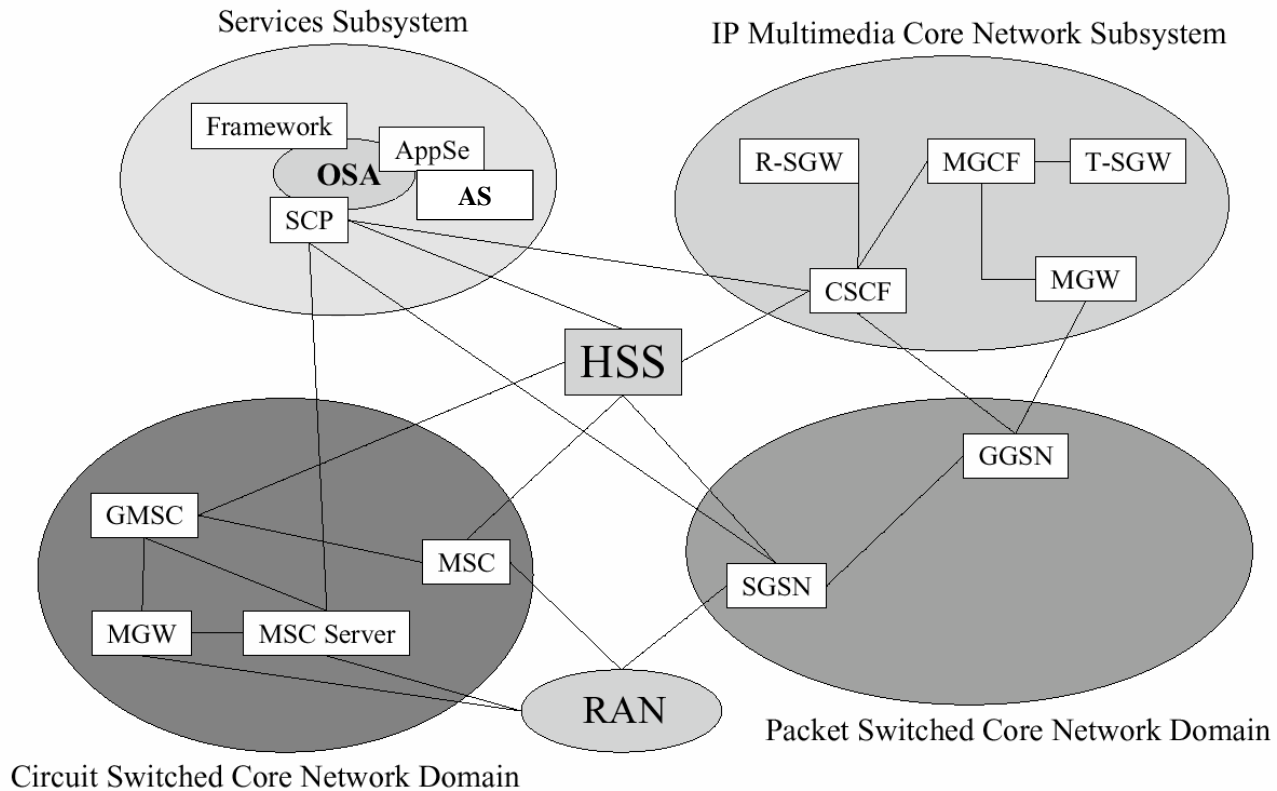 Services Subsystem
IP Multimedia Core Network Subsystem
Framework
AppSe
OSA
AS
SCP
R-SGW
MGCF
T-SGW
CSCF
MGW
HSS
GGSN
GMSC
MSC
SGSN
MGW
MSC Server
RAN
Packet Switched Core Network Domain
Circuit Switched Core Network Domain